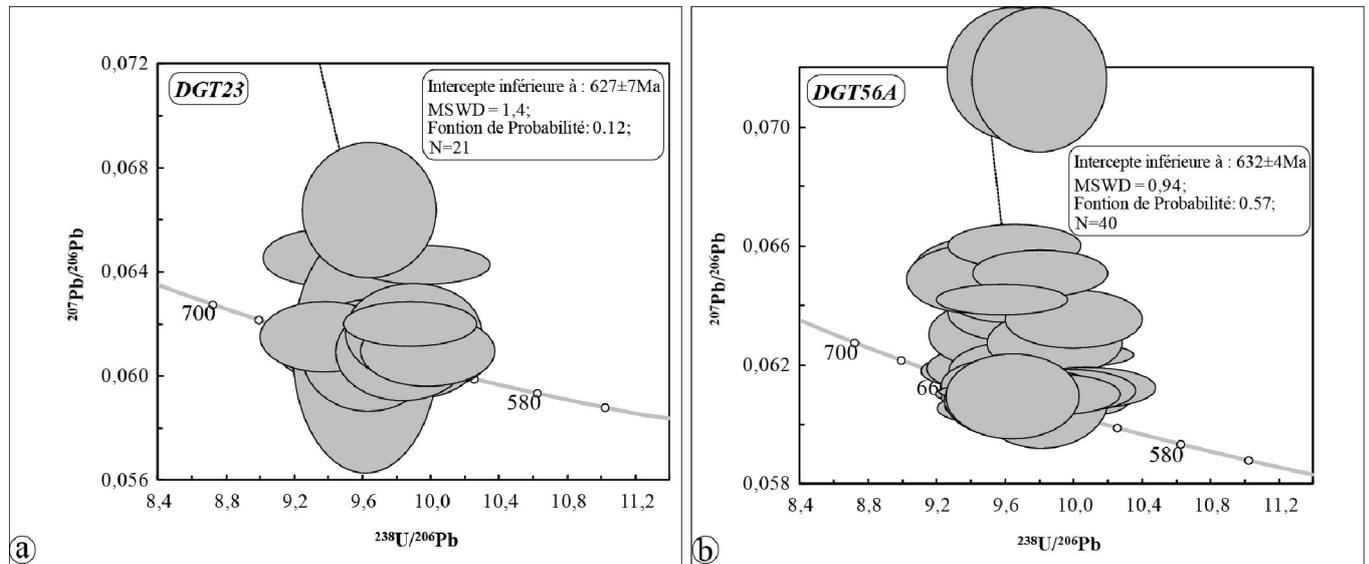 DGT23
Intercepte inférieure à : 627±7Ma
MSWD = 1,4;
Fontion de Probabilité: 0.12;
N=21
207Pb/206Pb
0,072
0,068
0,064
0,060
0,056
700
580
8,4 8,8 9,2 9,6 10,0 10,4 10,8 11,2
238U/206Pb
a
DGT56A
Intercepte inférieure à : 632±4Ma
MSWD = 0,94;
Fontion de Probabilité: 0.57;
N=40
207Pb/206Pb
0,070
0,066
0,062
0,058
700
66
580
8,4 8,8 9,2 9,6 10,0 10,4 10,8 11,2
238U/206Pb
b